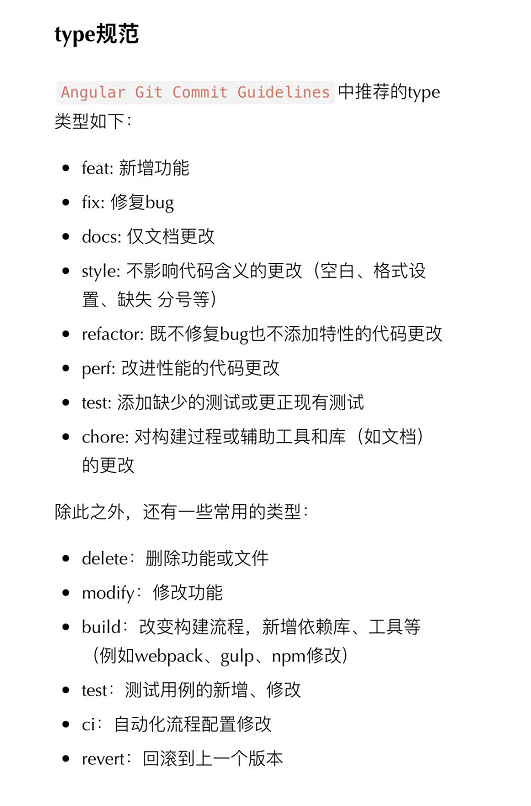 type规范
Angular Git Commit Guidelines 中推荐的type
类型如下：
• feat: 新增功能
• fix: 修复bug
• docs: 仅文档更改
• style: 不影响代码含义的更改（空白、格式设
置、缺失 分号等）
• refactor: 既不修复bug也不添加特性的代码更改
• perf: 改进性能的代码更改
• test: 添加缺少的测试或更正现有测试
• chore: 对构建过程或辅助工具和库（如文档）
的更改
除此之外，还有一些常用的类型：
• delete：删除功能或文件
• modify：修改功能
• build：改变构建流程，新增依赖库、工具等
（例如webpack、gulp、npm修改）
• test：测试用例的新增、修改
• ci：自动化流程配置修改
• revert：回滚到上一个版本